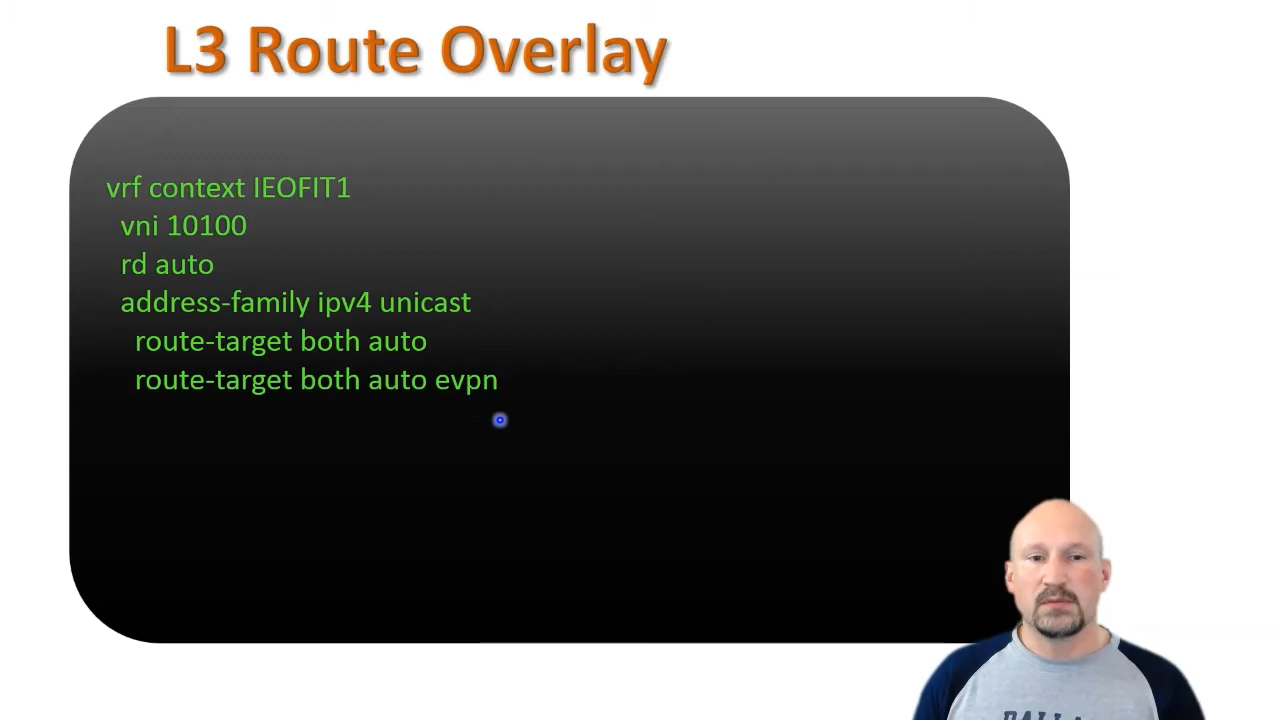 L3 Route Overlay
vrf context IEOFIT1
vni 10100
rd auto
address-family ipv4 unicast
route-target both auto
route-target both auto evpn